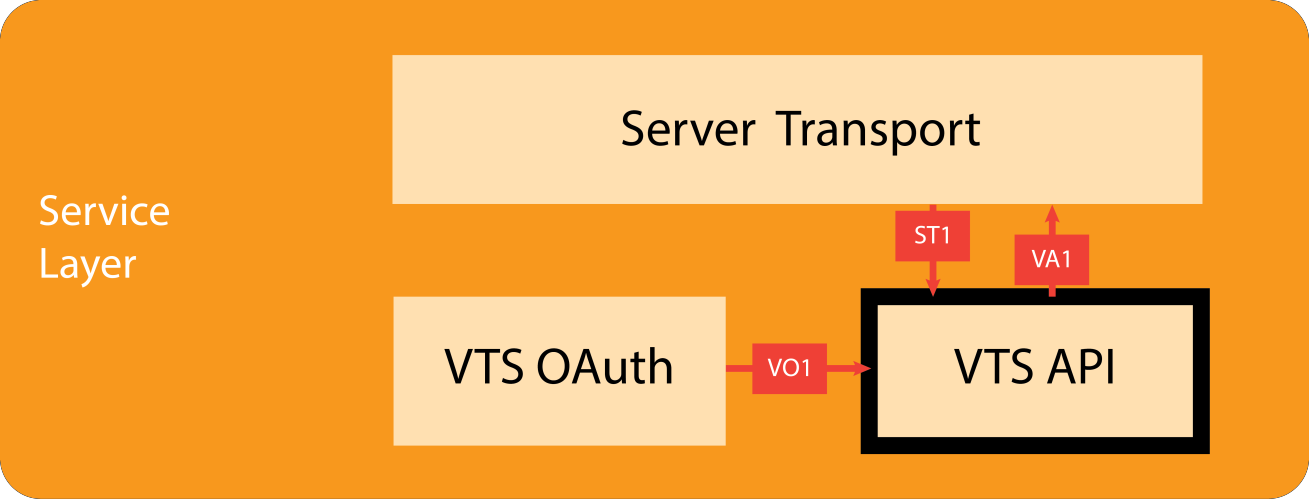 Server Transport
Service
Layer
ST1
VA1
VTS OAuth
VO1
VTS API